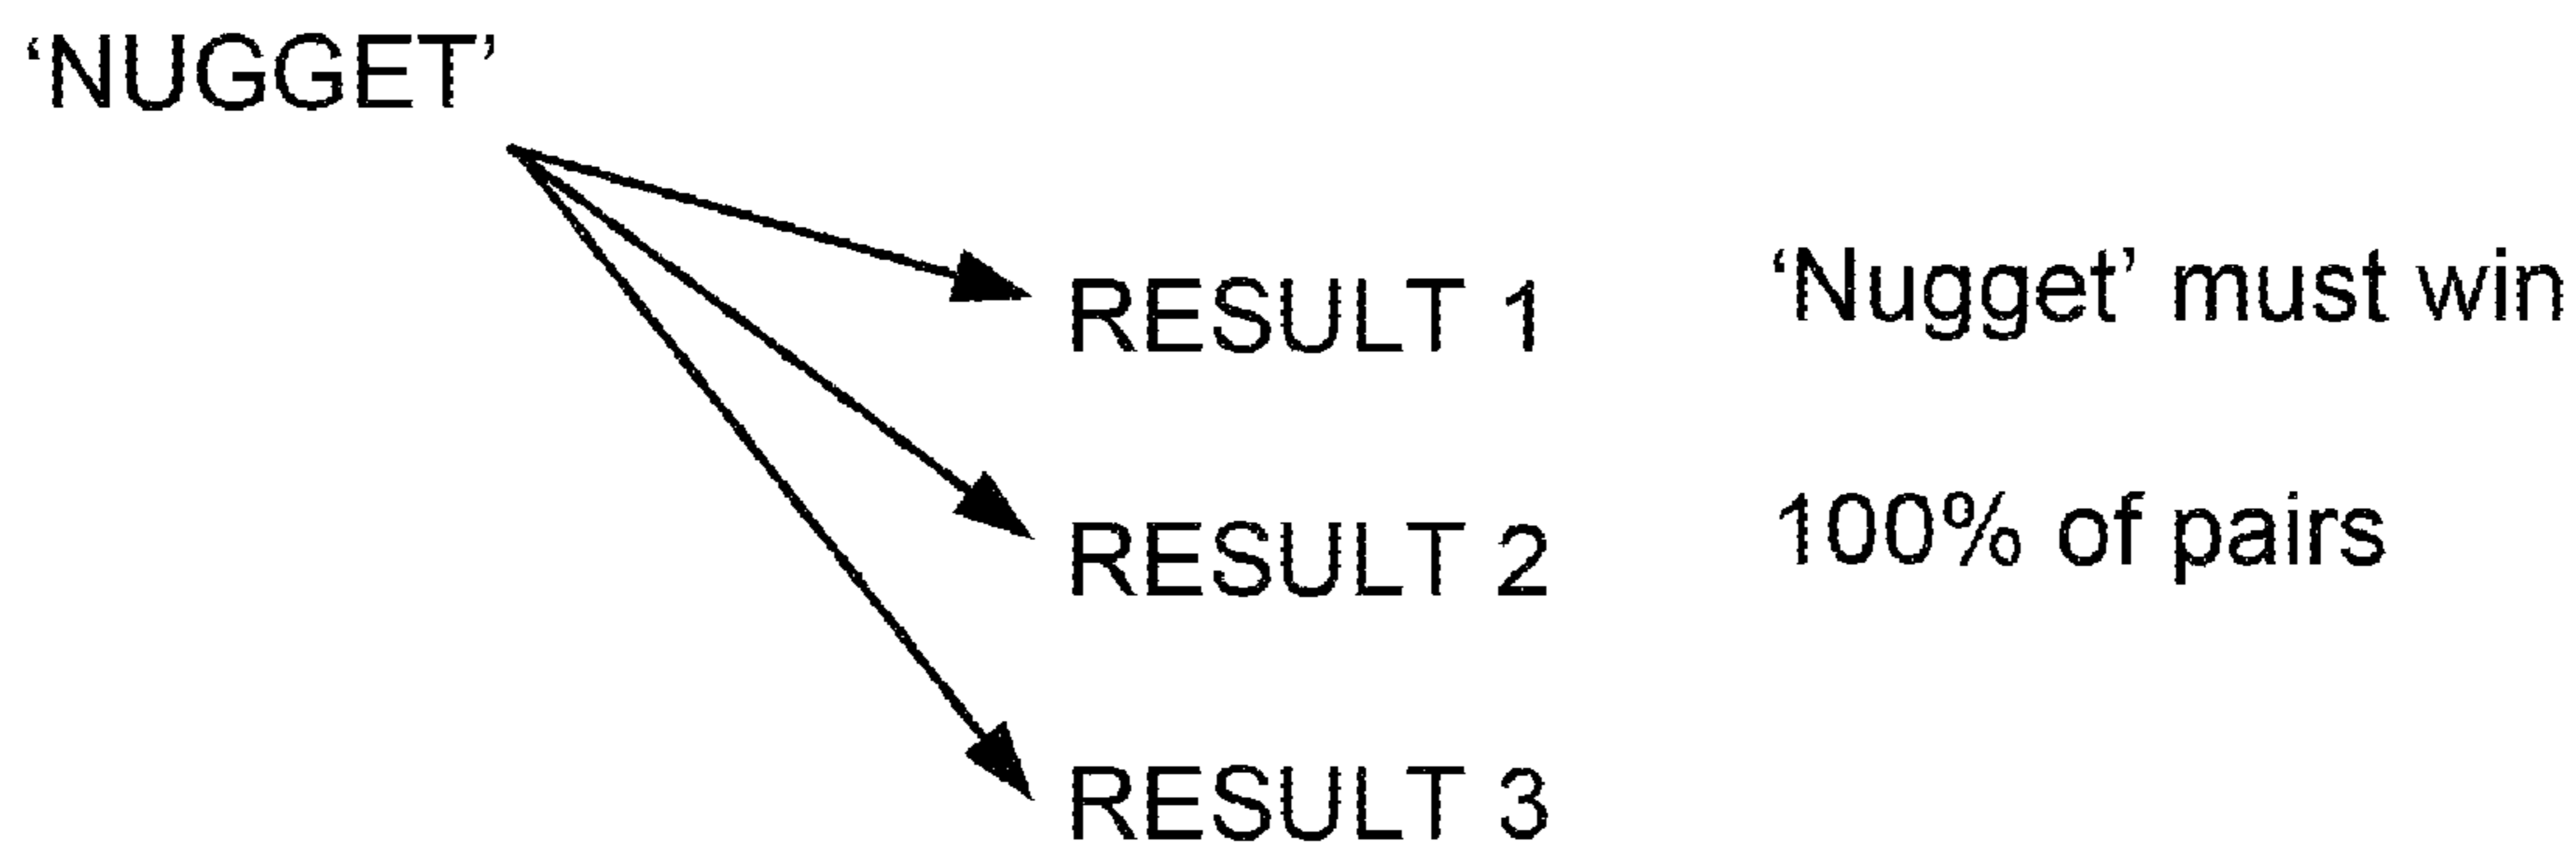 ‘NUGGET’
RESULT 1
‘Nugget’ must win
RESULT 2
100% of pairs
RESULT 3